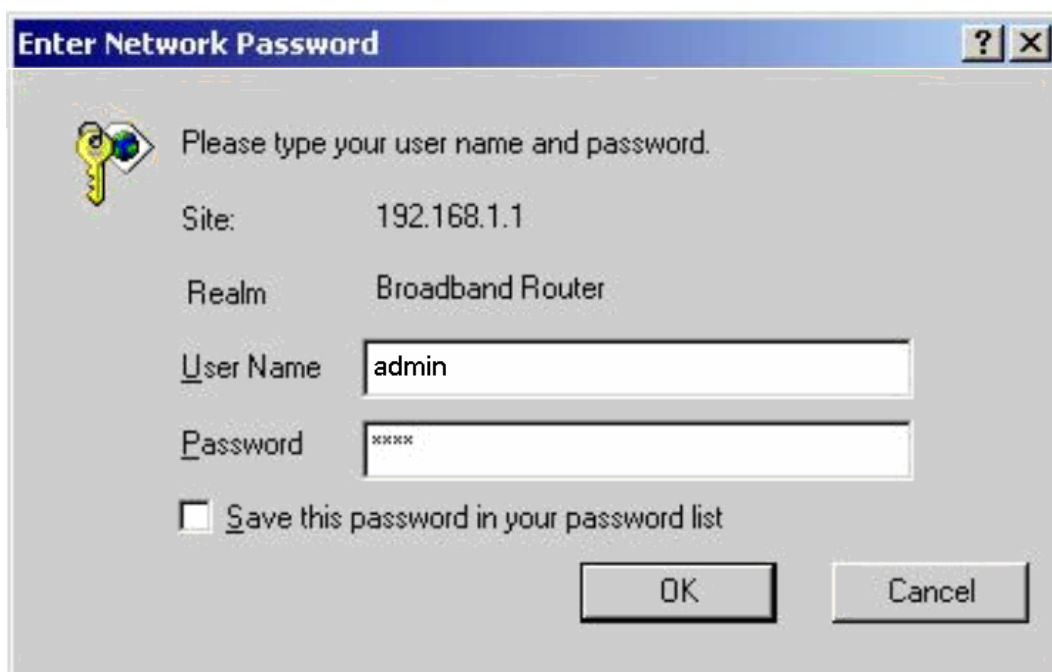 Enter Network Password
Please type your user name and password.
Site: 192.168.1.1
Realm Broadband Router
User Name admin
Password ****
Save this password in your password list
OK Cancel